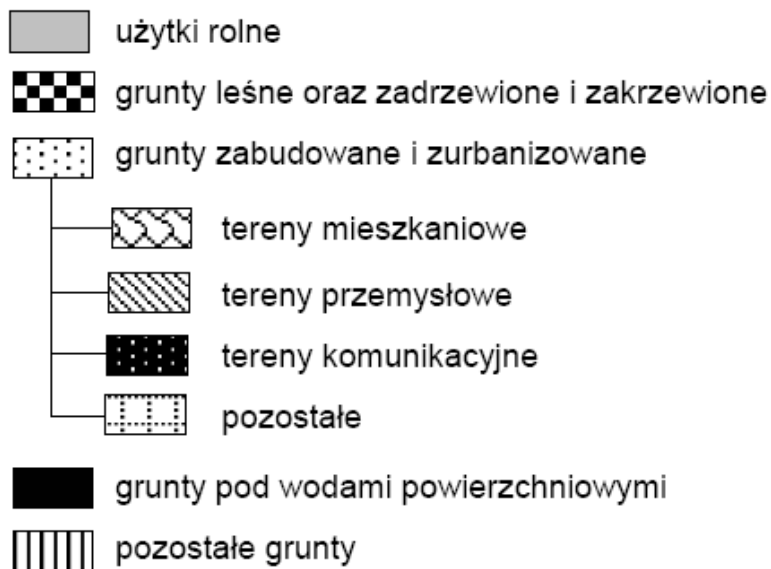 użytki rolne
grunty leśne oraz zadrzewione i zakrzewione
grunty zabudowane i zurbanizowane
tereny mieszkaniowe
tereny przemysłowe
tereny komunikacyjne
pozostałe
grunty pod wodami powierzchniowymi
pozostałe grunty